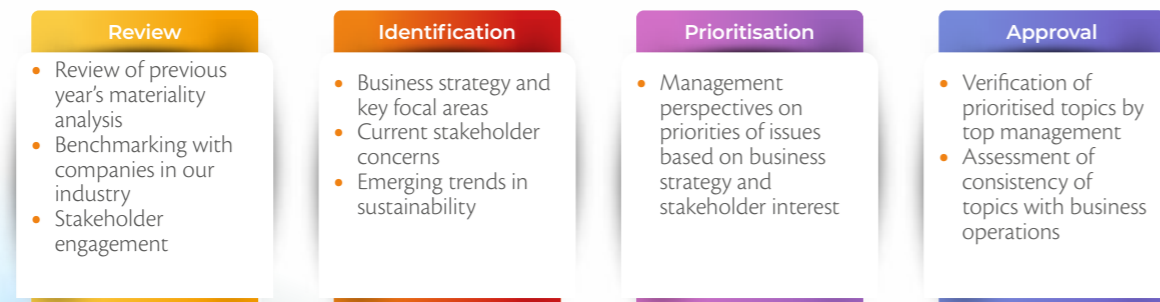 Review
• Review of previous
year's materiality
analysis
• Benchmarking with
companies in our
industry
• Stakeholder
engagement
Identification
• Business strategy and
key focal areas
• Current stakeholder
concerns
• Emerging trends in
sustainability
Prioritisation
• Management
perspectives on
priorities of issues
based on business
strategy and
stakeholder interest
Approval
• Verification of
prioritised topics by
top management
• Assessment of
consistency of
topics with business
operations